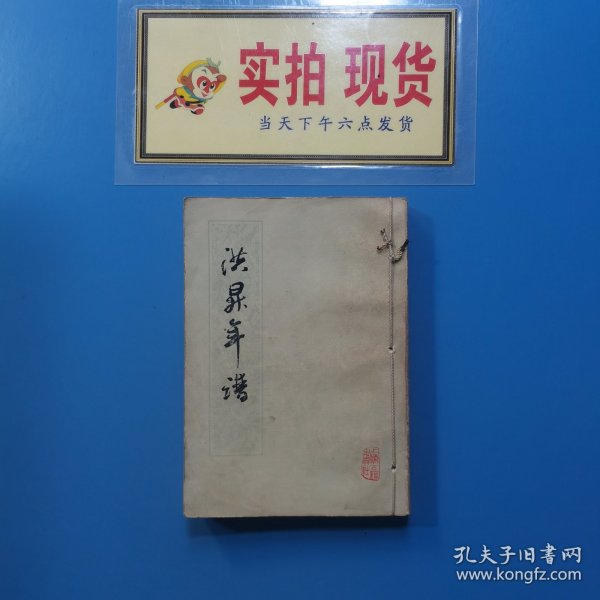 实拍 现货
当天下午六点发货
洪昇年谱
孔夫子旧书网
www.kongfz.com